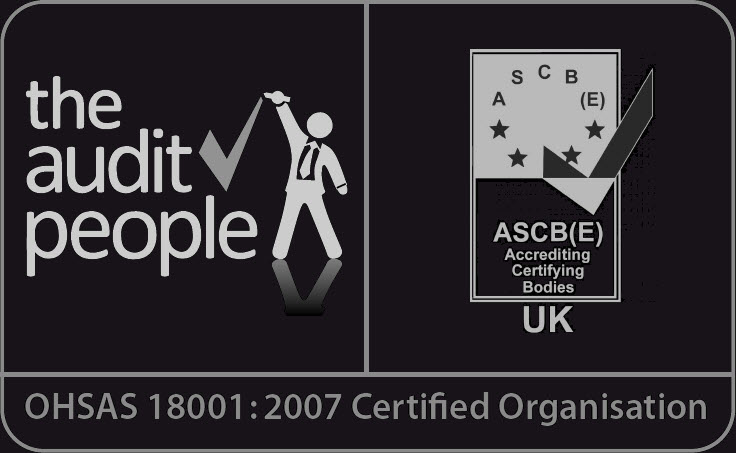 the
audit
people
A S C B (E)
ASCB(E)
Accrediting
Certifying
Bodies
UK
OHSAS 18001: 2007 Certified Organisation